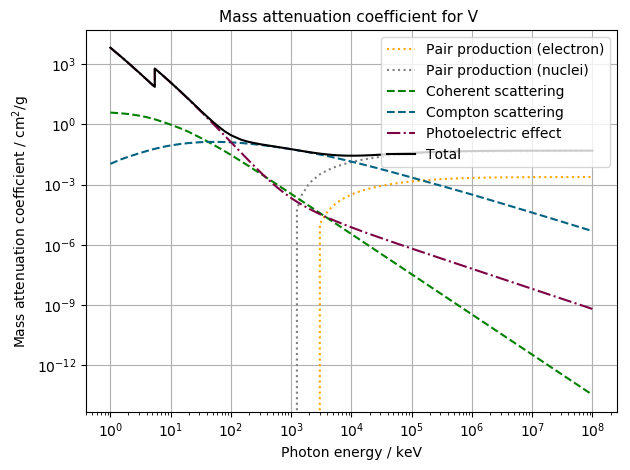 Mass attenuation coefficient for V
Mass attenuation coefficient / cm²/g
10³
10⁰
10⁻³
10⁻⁶
10⁻⁹
10⁻¹²
Pair production (electron)
Pair production (nuclei)
Coherent scattering
Compton scattering
Photoelectric effect
Total
10⁰ 10¹ 10² 10³ 10⁴ 10⁵ 10⁶ 10⁷ 10⁸
Photon energy / keV